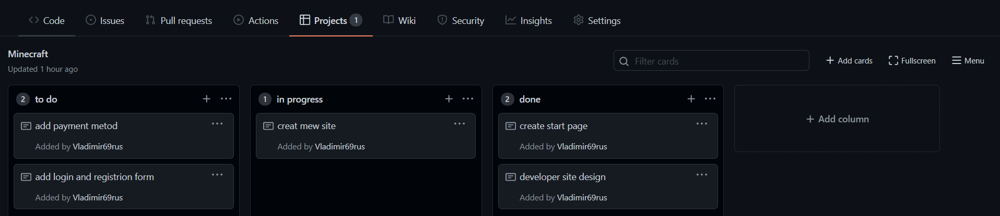 Code Issues Pull requests Actions Projects 1 Wiki Security Insights Settings
Minecraft
Updated 1 hour ago
Filter cards
Add cards
Fullscreen
Menu
2 to do
add payment metod
Added by Vladimir69rus
add login and registrion form
Added by Vladimir69rus
1 in progress
creat mew site
Added by Vladimir69rus
2 done
create start page
Added by Vladimir69rus
developer site design
Added by Vladimir69rus
Add column